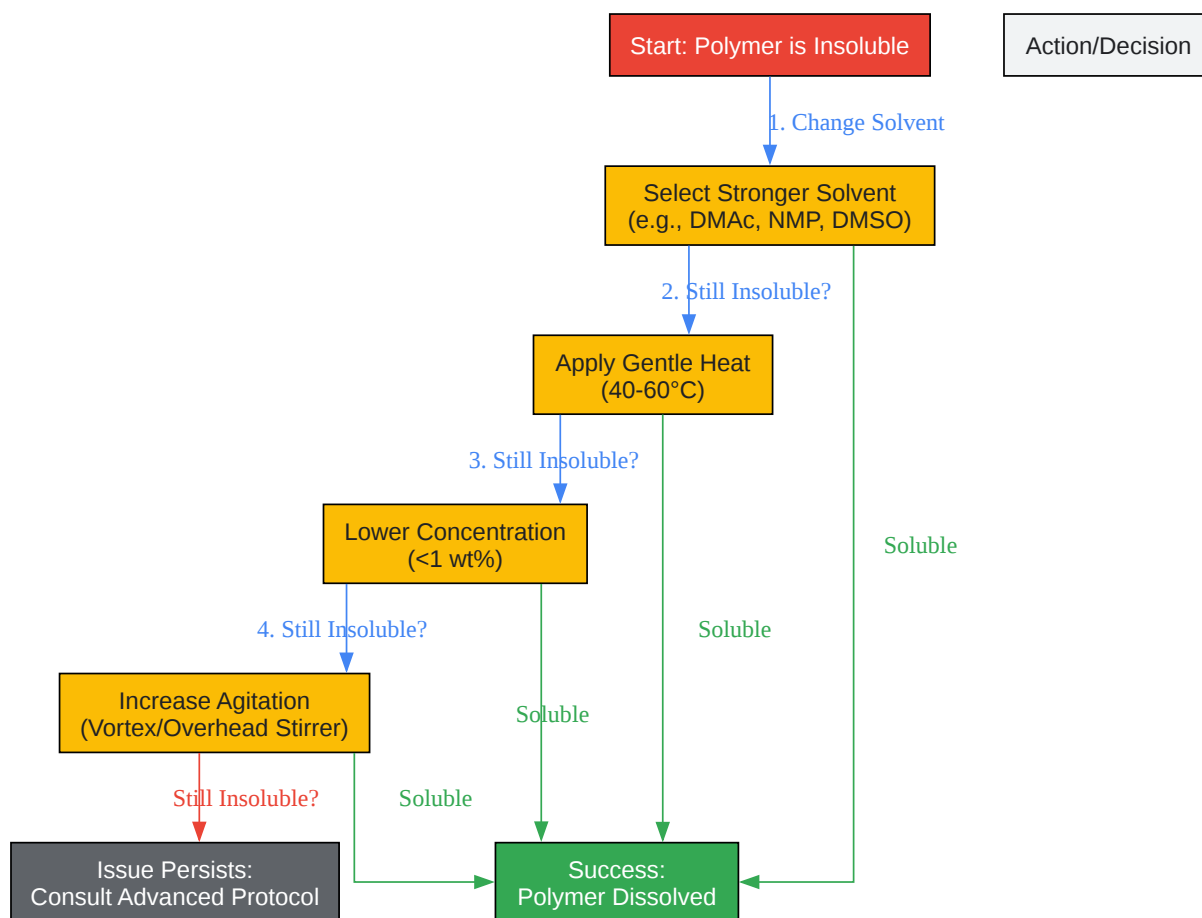 Start: Polymer is Insoluble
Action/Decision
1. Change Solvent
Select Stronger Solvent
(e.g., DMAc, NMP, DMSO)
2. Still Insoluble?
Apply Gentle Heat
(40-60°C)
3. Still Insoluble?
Lower Concentration
(<1 wt%)
Soluble
4. Still Insoluble?
Soluble
Increase Agitation
(Vortex/Overhead Stirrer)
Soluble
Still Insoluble?
Soluble
Issue Persists:
Consult Advanced Protocol
Success:
Polymer Dissolved